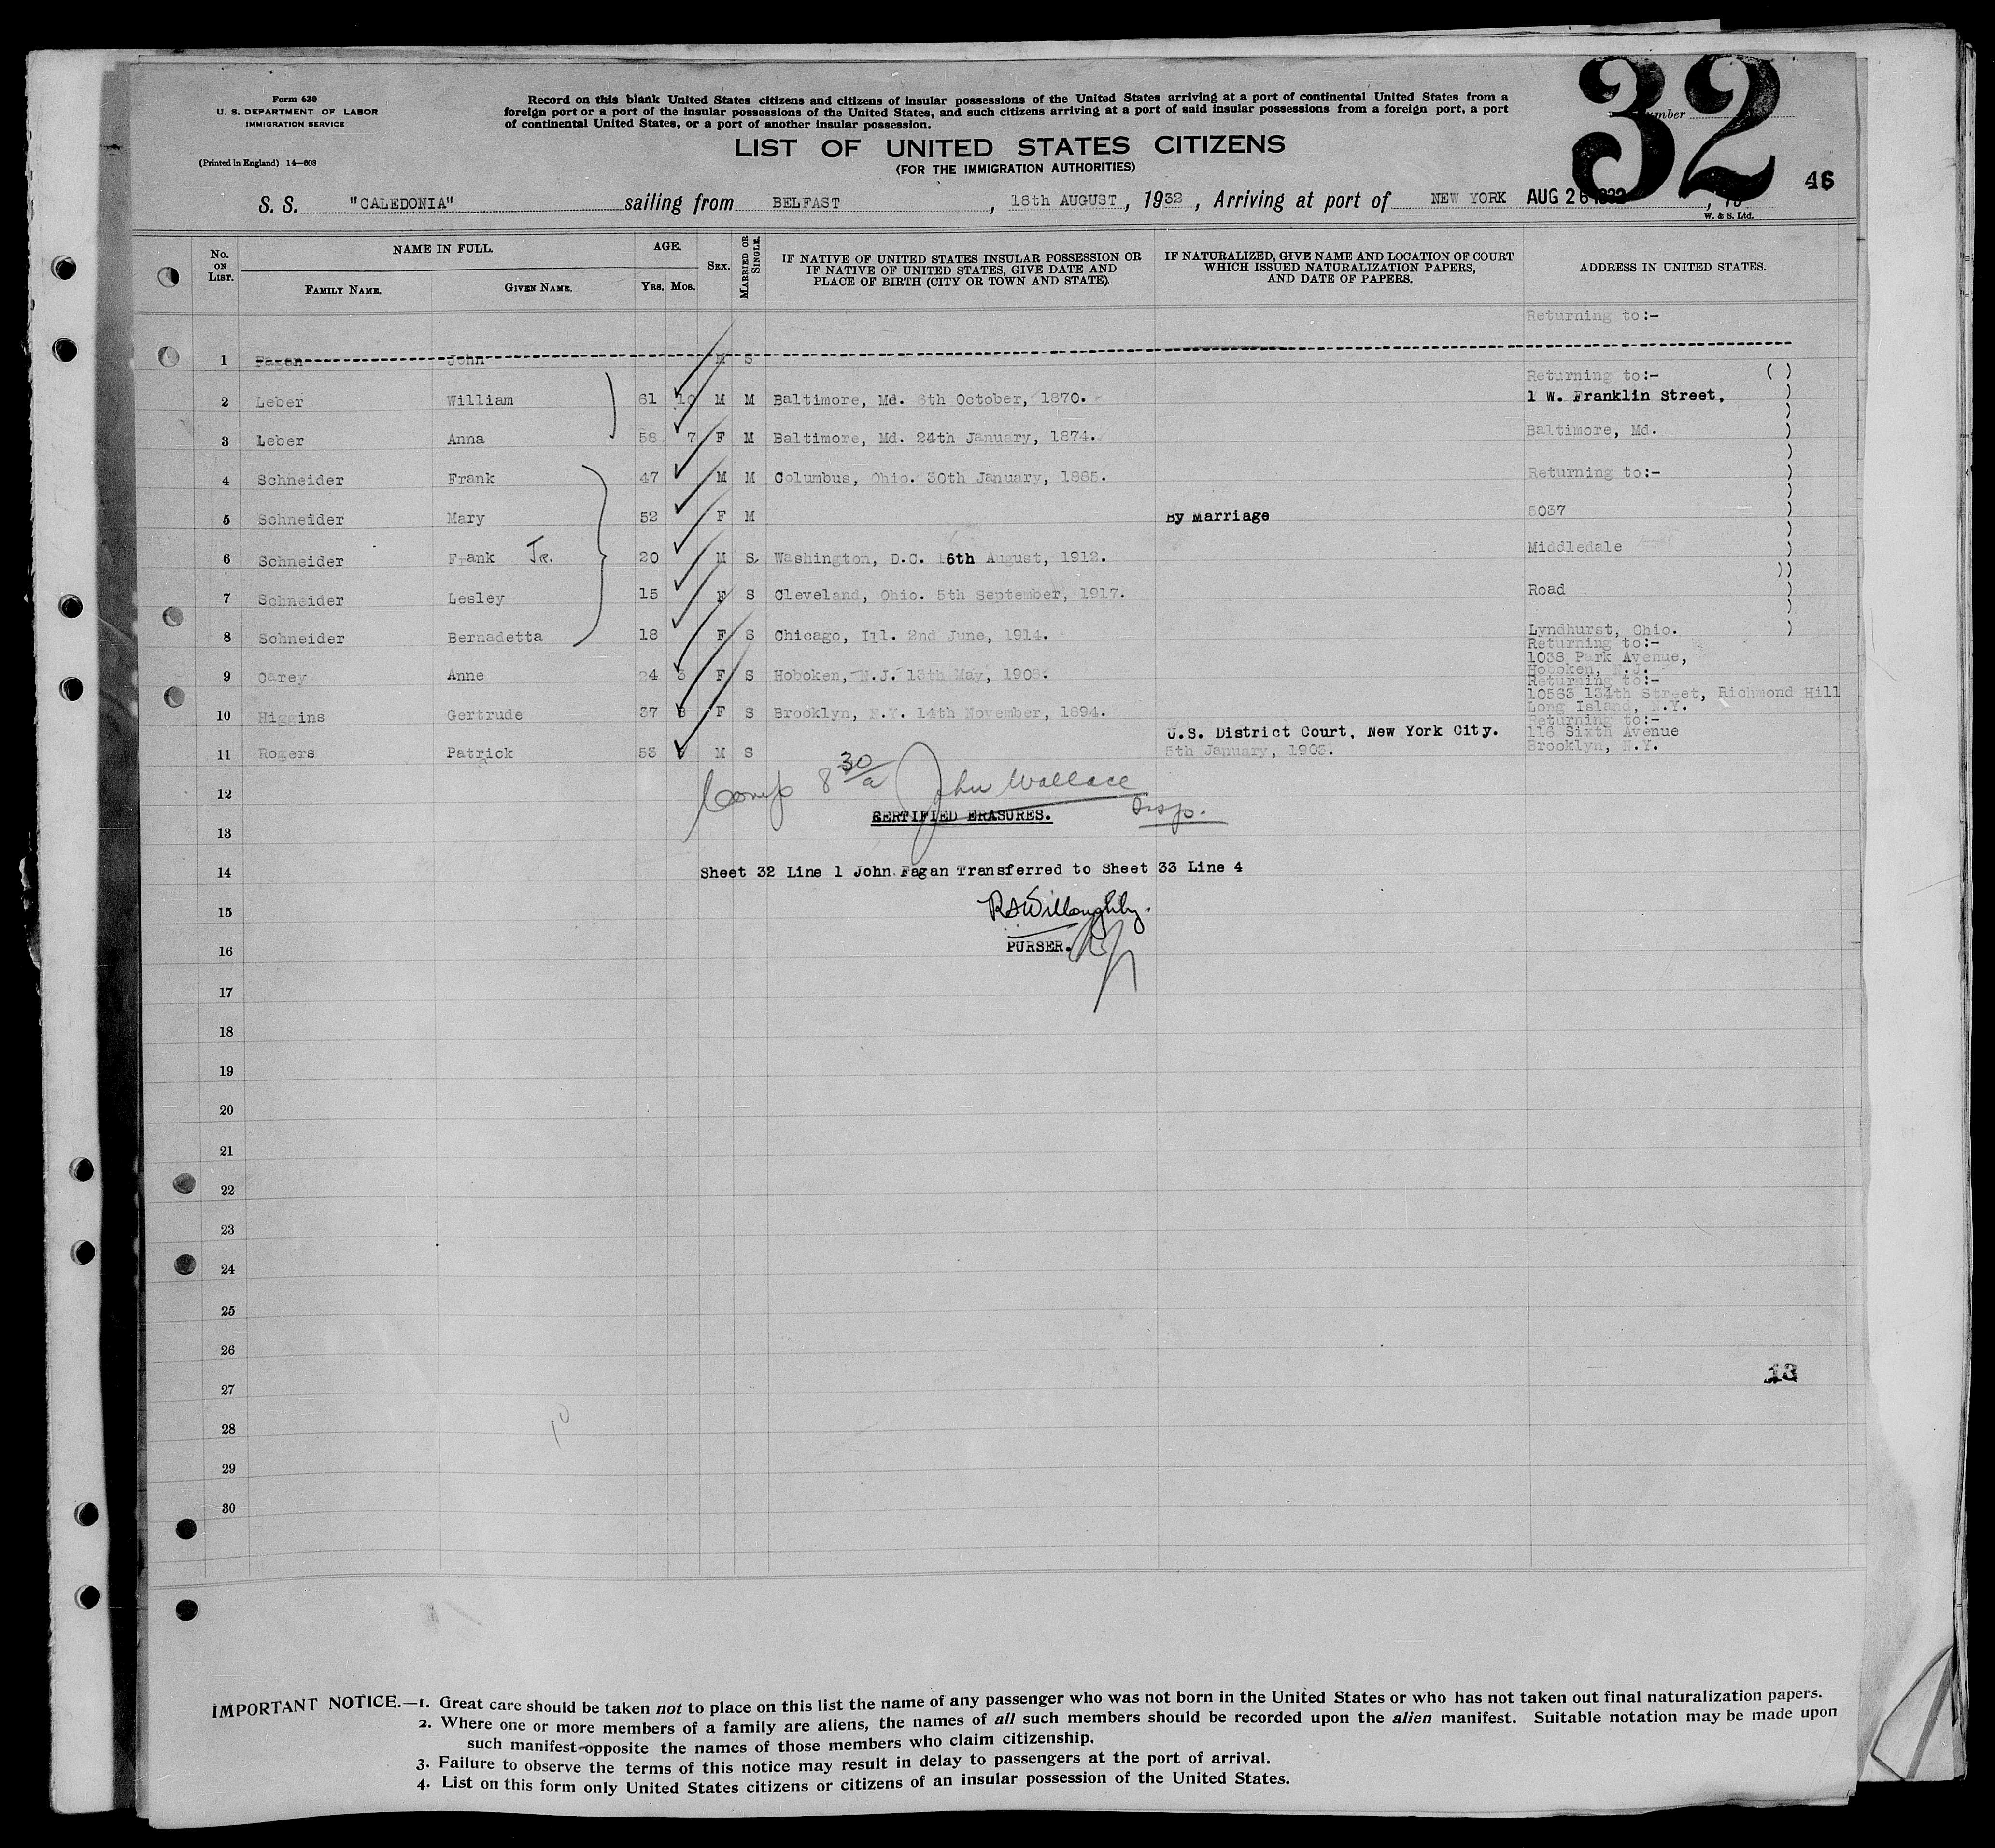 Form 630
U. S. DEPARTMENT OF LABOR
IMMIGRATION SERVICE
(Printed in England) 14—608
Record on this blank United States citizens and citizens of insular possessions of the United States arriving at a port of continental United States from a
foreign port or a port of the insular possessions of the United States, and such citizens arriving at a port of said insular possessions from a foreign port, a port
of continental United States, or a port of another insular possession.
32
46
LIST OF UNITED STATES CITIZENS
(FOR THE IMMIGRATION AUTHORITIES)
S. S. "CALEDONIA" sailing from BELFAST, 18th AUGUST, 1932, Arriving at port of NEW YORK AUG 26 1932
W. & S. Ltd.
No. ON LIST. NAME IN FULL. FAMILY NAME. GIVEN NAME. AGE. YRS. MOS. SEX. MARRIED OR SINGLE. IF NATIVE OF UNITED STATES INSULAR POSSESSION OR IF NATIVE OF UNITED STATES, GIVE DATE AND PLACE OF BIRTH (CITY OR TOWN AND STATE). IF NATURALIZED, GIVE NAME AND LOCATION OF COURT WHICH ISSUED NATURALIZATION PAPERS, AND DATE OF PAPERS. ADDRESS IN UNITED STATES.
Returning to:-
1 Fagan John M S
Returning to:-
2 Leber William 61 10 M M Baltimore, Md. 6th October, 1870. 1 W. Franklin Street,
3 Leber Anna 58 7 F M Baltimore, Md. 24th January, 1874. Baltimore, Md.
4 Schneider Frank 47 M M Columbus, Ohio. 30th January, 1885. Returning to:-
5 Schneider Mary 52 F M By Marriage 5037
6 Schneider Frank Jr. 20 M S Washington, D.C. 16th August, 1912. Middledale
7 Schneider Lesley 15 F S Cleveland, Ohio. 5th September, 1917. Road
8 Schneider Bernadetta 18 F S Chicago, Ill. 2nd June, 1914. Lyndhurst, Ohio.
Returning to:-
1038 Park Avenue,
9 Carey Anne 24 3 F S Hoboken, N.J. 13th May, 1908. Hoboken, N.J.
Returning to:-
10563 134th Street, Richmond Hill
10 Higgins Gertrude 37 8 F S Brooklyn, N.Y. 14th November, 1894. Long Island, N.Y.
Returning to:-
U.S. District Court, New York City. 116 Sixth Avenue
11 Rogers Patrick 53 M S 5th January, 1903. Brooklyn, N.Y.
Comp 8 30/a John Wallace
12
Insp.
CERTIFIED ERASURES.
13
14 Sheet 32 Line 1 John Fagan Transferred to Sheet 33 Line 4
15 Willoughby.
16 PURSER.
17
18
19
20
21
22
23
24
25
26
27
28
29
30
IMPORTANT NOTICE.—1. Great care should be taken not to place on this list the name of any passenger who was not born in the United States or who has not taken out final naturalization papers.
2. Where one or more members of a family are aliens, the names of all such members should be recorded upon the alien manifest. Suitable notation may be made upon
such manifest opposite the names of those members who claim citizenship.
3. Failure to observe the terms of this notice may result in delay to passengers at the port of arrival.
4. List on this form only United States citizens or citizens of an insular possession of the United States.